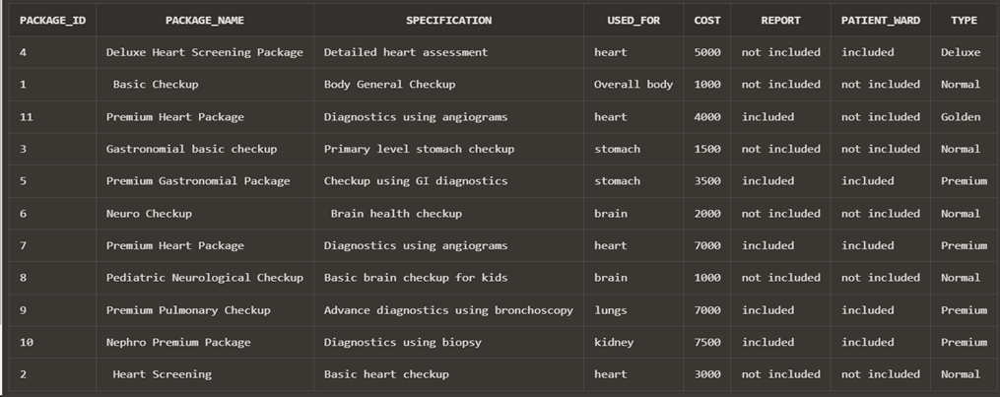 PACKAGE_ID PACKAGE_NAME SPECIFICATION USED_FOR COST REPORT PATIENT_WARD TYPE
4 Deluxe Heart Screening Package Detailed heart assessment heart 5000 not included included Deluxe
1 Basic Checkup Body General Checkup Overall body 1000 not included not included Normal
11 Premium Heart Package Diagnostics using angiograms heart 4000 included not included Golden
3 Gastronomial basic checkup Primary level stomach checkup stomach 1500 not included not included Normal
5 Premium Gastronomial Package Checkup using GI diagnostics stomach 3500 included included Premium
6 Neuro Checkup Brain health checkup brain 2000 not included not included Normal
7 Premium Heart Package Diagnostics using angiograms heart 7000 included included Premium
8 Pediatric Neurological Checkup Basic brain checkup for kids brain 1000 not included not included Normal
9 Premium Pulmonary Checkup Advance diagnostics using bronchoscopy lungs 7000 included included Premium
10 Nephro Premium Package Diagnostics using biopsy kidney 7500 included included Premium
2 Heart Screening Basic heart checkup heart 3000 not included not included Normal